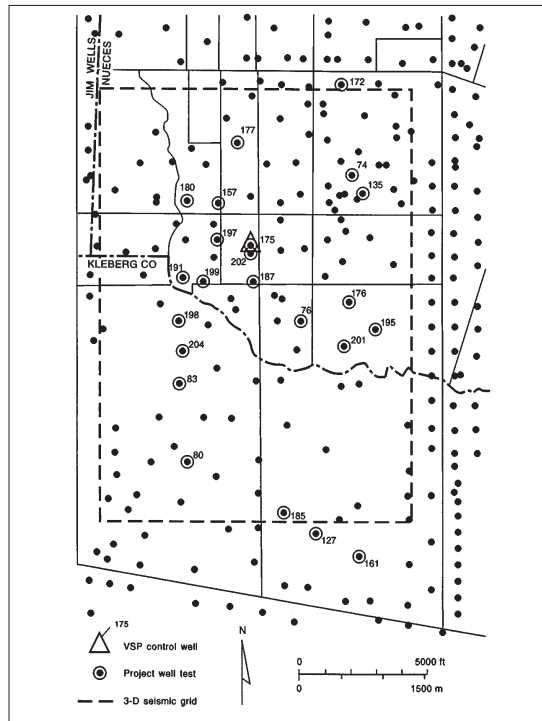 JIM WELLS
NUECES
172
177
74
135
180
157
197
175
202
KLEBERG CO
191
199
187
176
76
195
198
201
204
83
80
185
127
161
175
VSP control well
Project well test
3-D seismic grid
N
0 5000 ft
0 1500 m